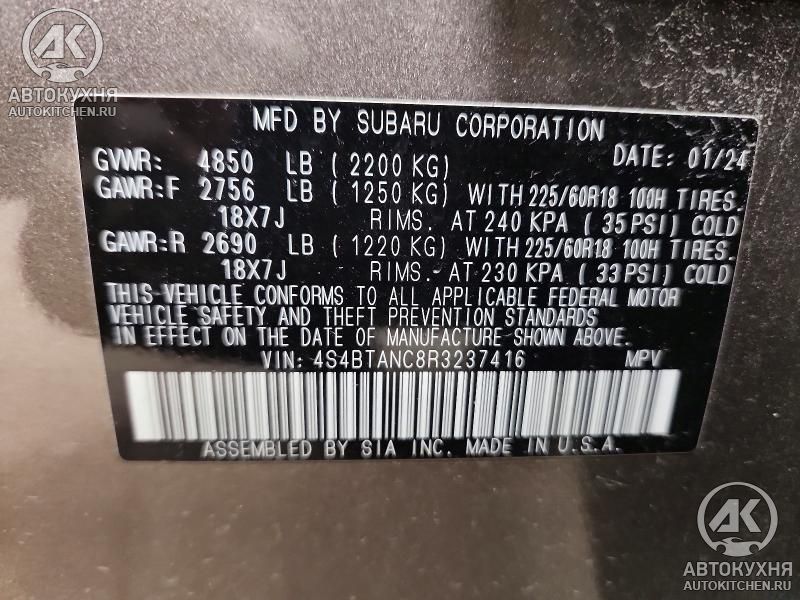 AK
АВТОКУХНЯ
AUTOKITCHEN.RU
MFD BY SUBARU CORPORATION
GVWR: 4850 LB ( 2200 KG) DATE: 01/24
GAWR:F 2756 LB ( 1250 KG) WITH 225/60R18 100H TIRES.
18X7J RIMS. AT 240 KPA ( 35 PSI) COLD
GAWR:R 2690 LB ( 1220 KG) WITH 225/60R18 100H TIRES.
18X7J RIMS. AT 230 KPA ( 33 PSI) COLD
THIS VEHICLE CONFORMS TO ALL APPLICABLE FEDERAL MOTOR
VEHICLE SAFETY AND THEFT PREVENTION STANDARDS
IN EFFECT ON THE DATE OF MANUFACTURE SHOWN ABOVE.
VIN: 4S4BTANC8R3237416 MPV
ASSEMBLED BY SIA INC. MADE IN U.S.A.
AK
АВТОКУХНЯ
AUTOKITCHEN.RU